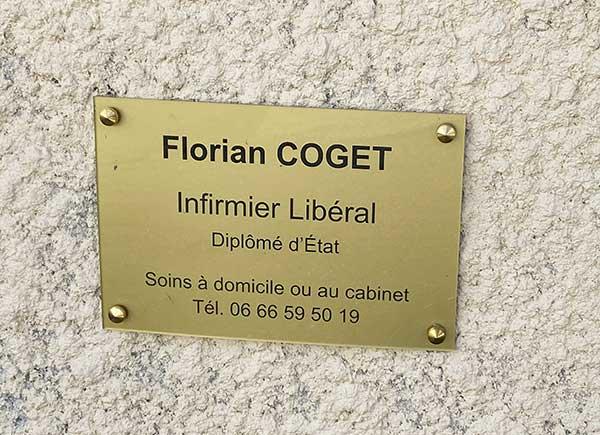 Florian COGET
Infirmier Libéral
Diplômé d'État
Soins à domicile ou au cabinet
Tél. 06 66 59 50 19